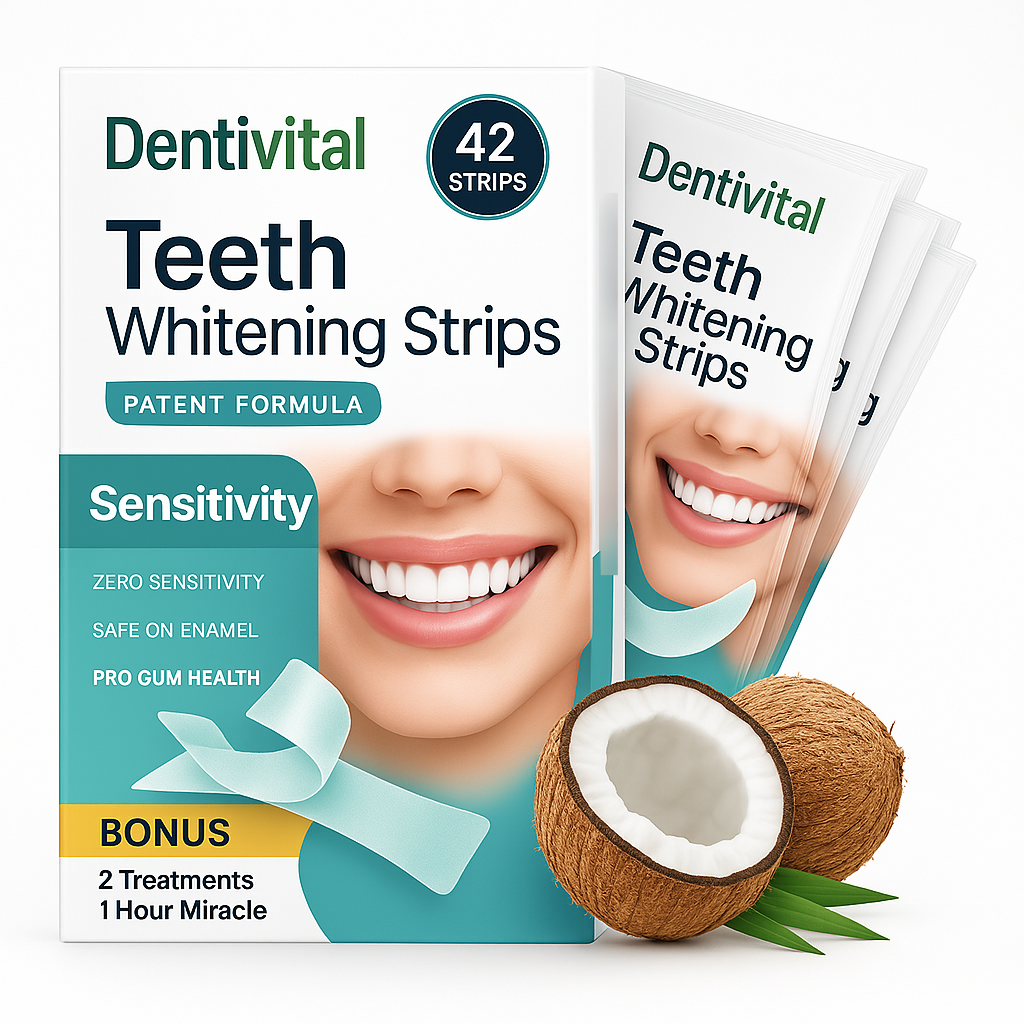 Dentivital
42
STRIPS
Teeth
Whitening Strips
PATENT FORMULA
Sensitivity
ZERO SENSITIVITY
SAFE ON ENAMEL
PRO GUM HEALTH
BONUS
2 Treatments
1 Hour Miracle
Dentivital
Teeth
Whitening
Strips
g
g